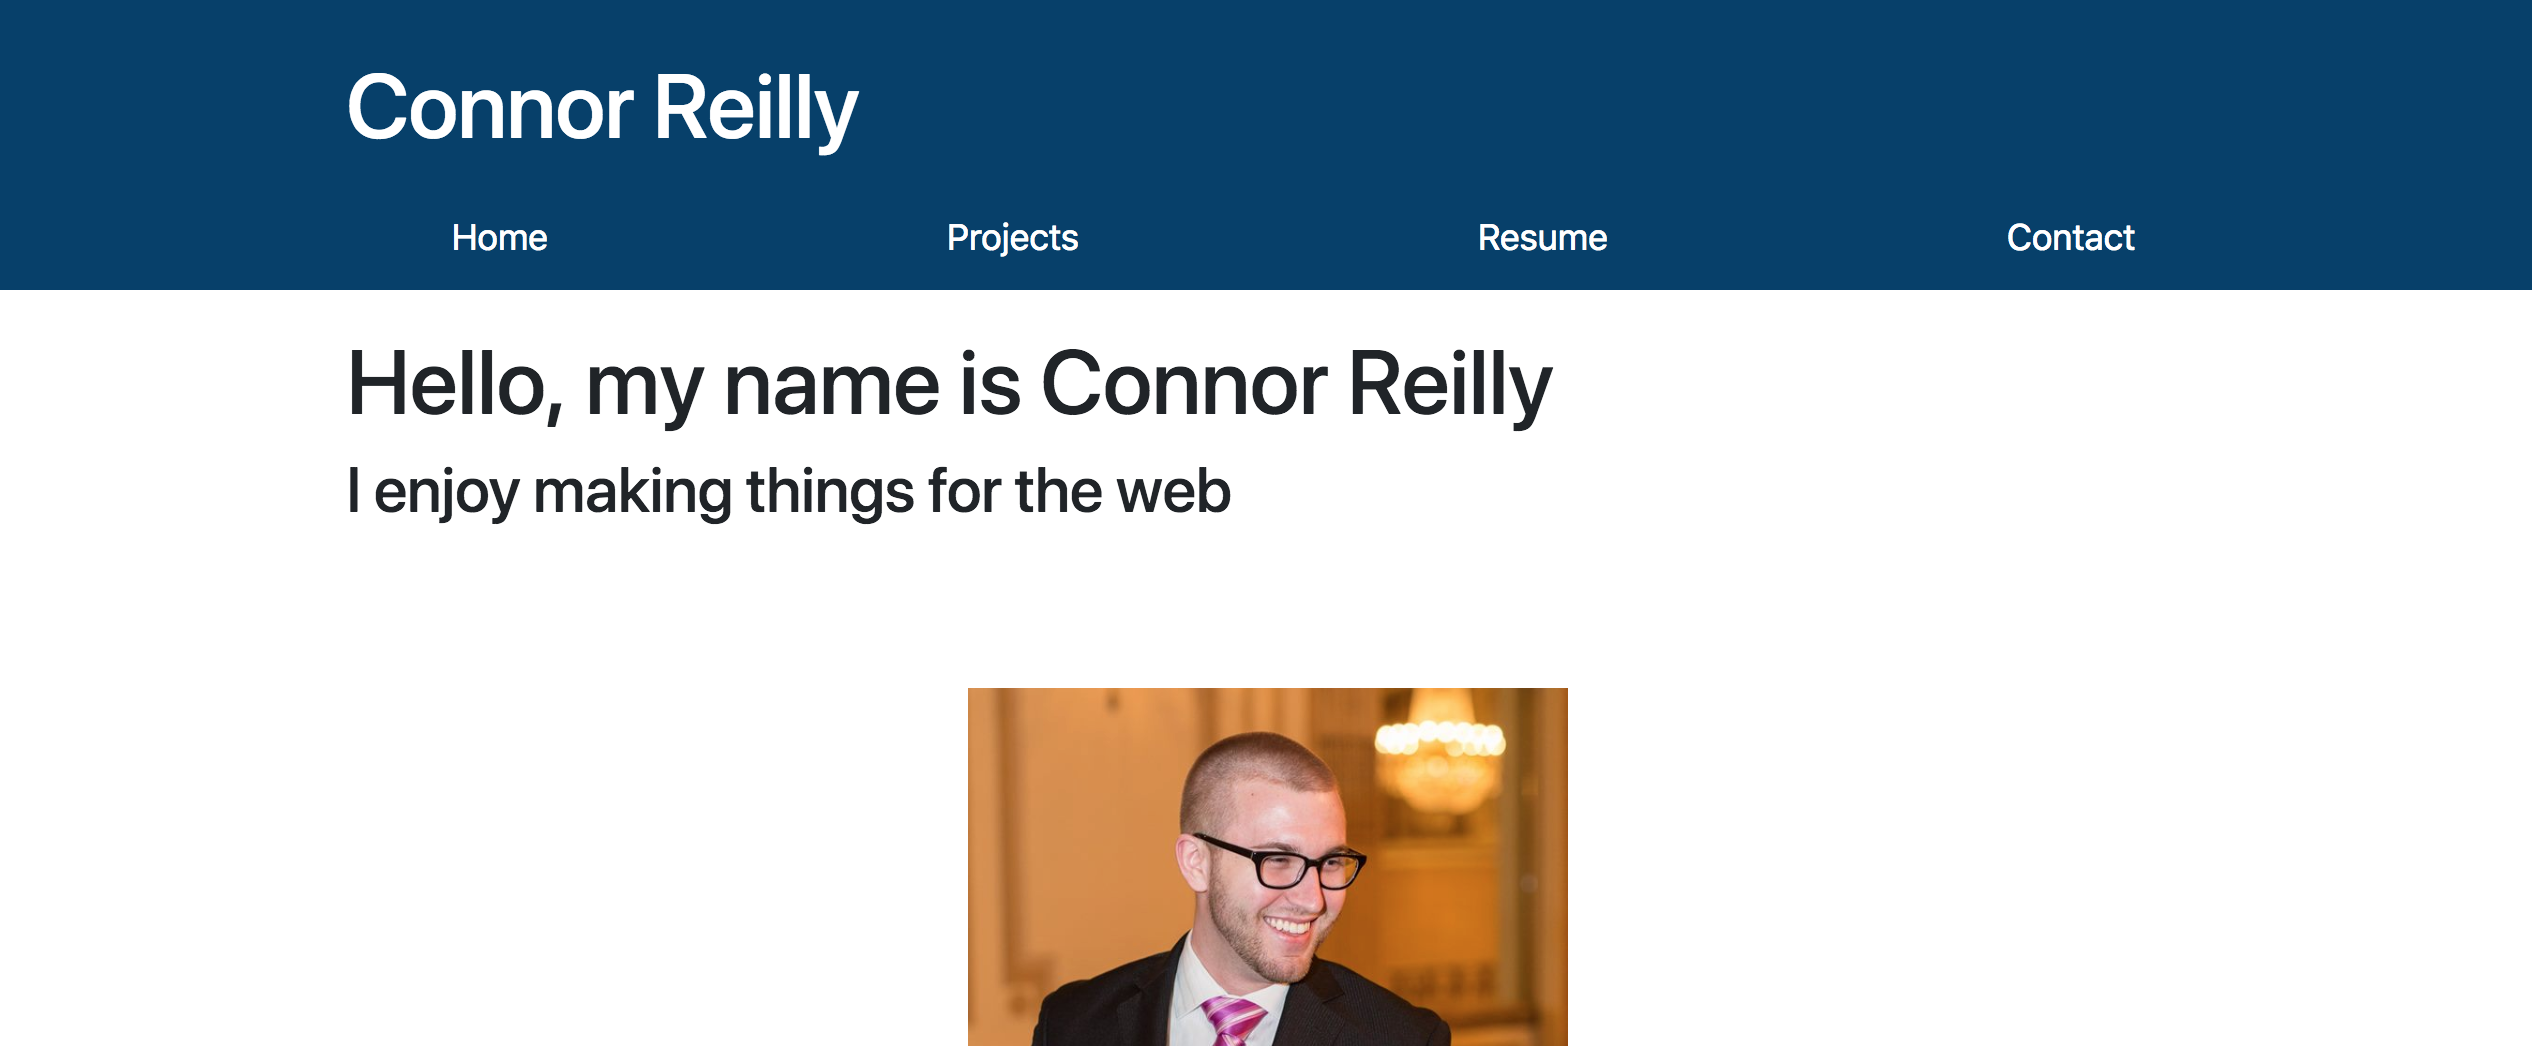 Connor Reilly
Home Projects Resume Contact
Hello, my name is Connor Reilly
I enjoy making things for the web